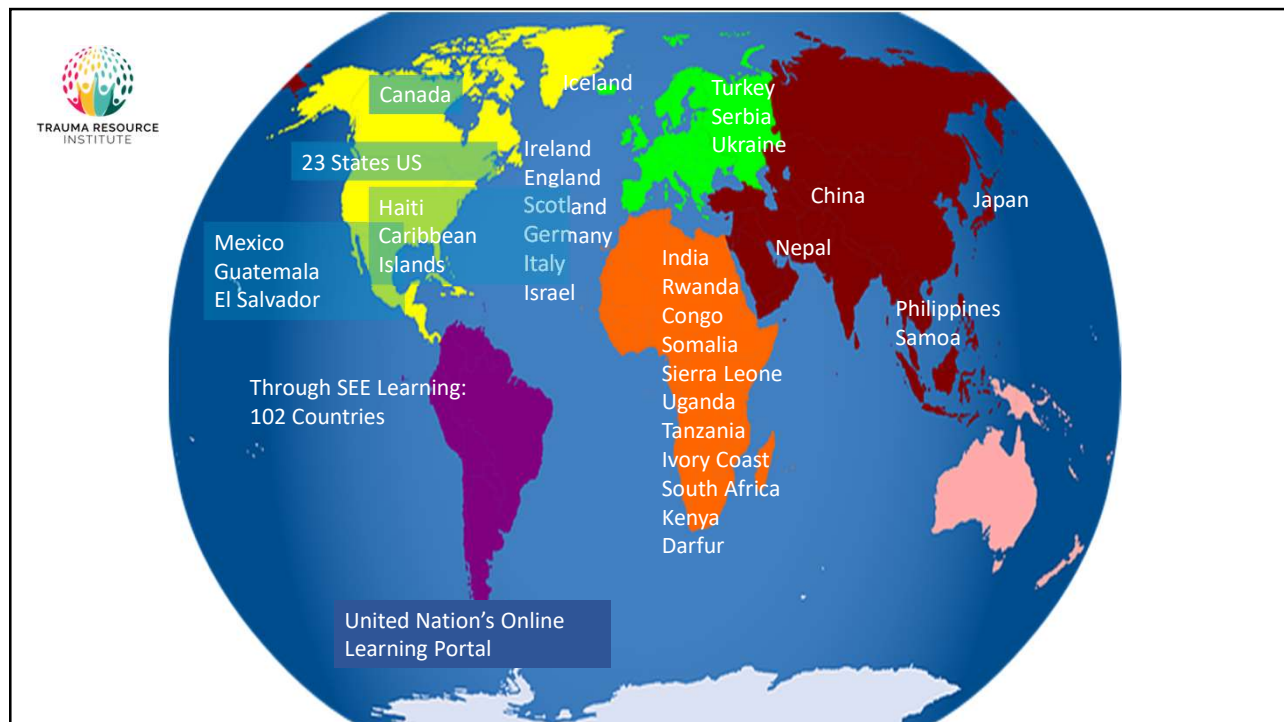 TRAUMA RESOURCE
INSTITUTE
Canada
23 States US
Haiti
Caribbean
Islands
Mexico
Guatemala
El Salvador
Through SEE Learning:
102 Countries
United Nation’s Online
Learning Portal
Iceland
Ireland
England
Scotland
Germany
Italy
Israel
Turkey
Serbia
Ukraine
India
Rwanda
Congo
Somalia
Sierra Leone
Uganda
Tanzania
Ivory Coast
South Africa
Kenya
Darfur
China
Japan
Nepal
Philippines
Samoa